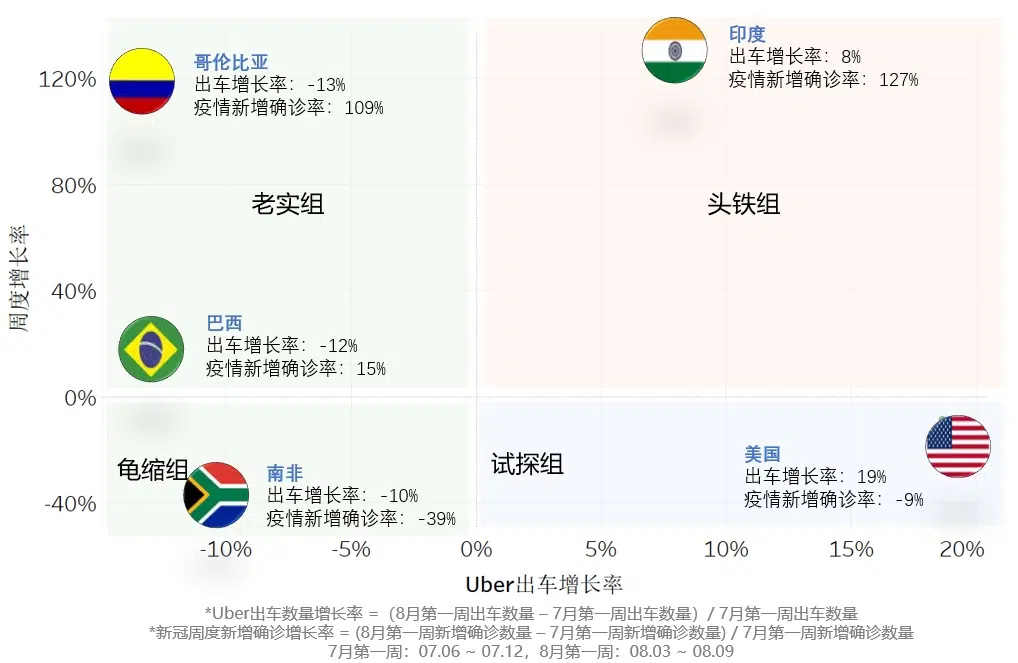 120%
80%
40%
0%
-40%
周度增长率
哥伦比亚
出车增长率：-13%
疫情新增确诊率：109%
印度
出车增长率：8%
疫情新增确诊率：127%
老实组
头铁组
巴西
出车增长率：-12%
疫情新增确诊率：15%
龟缩组
南非
出车增长率：-10%
疫情新增确诊率：-39%
试探组
美国
出车增长率：19%
疫情新增确诊率：-9%
-10%
-5%
0%
5%
10%
15%
20%
Uber出车增长率
*Uber出车数量增长率 =（8月第一周出车数量 – 7月第一周出车数量）/ 7月第一周出车数量
*新冠周度新增确诊增长率 = (8月第一周新增确诊数量 – 7月第一周新增确诊数量) / 7月第一周新增确诊数量
7月第一周：07.06 ~ 07.12，8月第一周：08.03 ~ 08.09